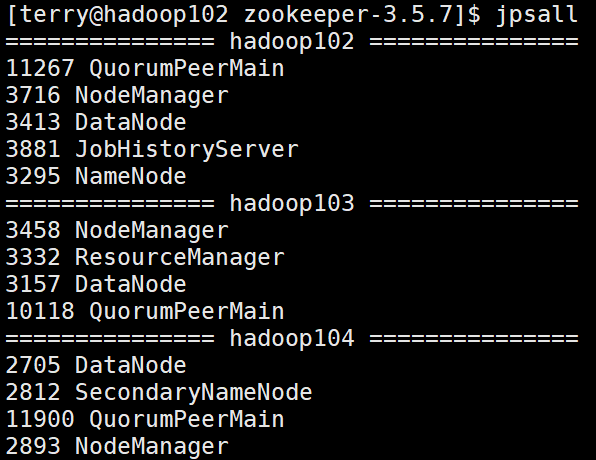 [terry@hadoop102 zookeeper-3.5.7]$ jpsall
=============== hadoop102 ===============
11267 QuorumPeerMain
3716 NodeManager
3413 DataNode
3881 JobHistoryServer
3295 NameNode
=============== hadoop103 ===============
3458 NodeManager
3332 ResourceManager
3157 DataNode
10118 QuorumPeerMain
=============== hadoop104 ===============
2705 DataNode
2812 SecondaryNameNode
11900 QuorumPeerMain
2893 NodeManager